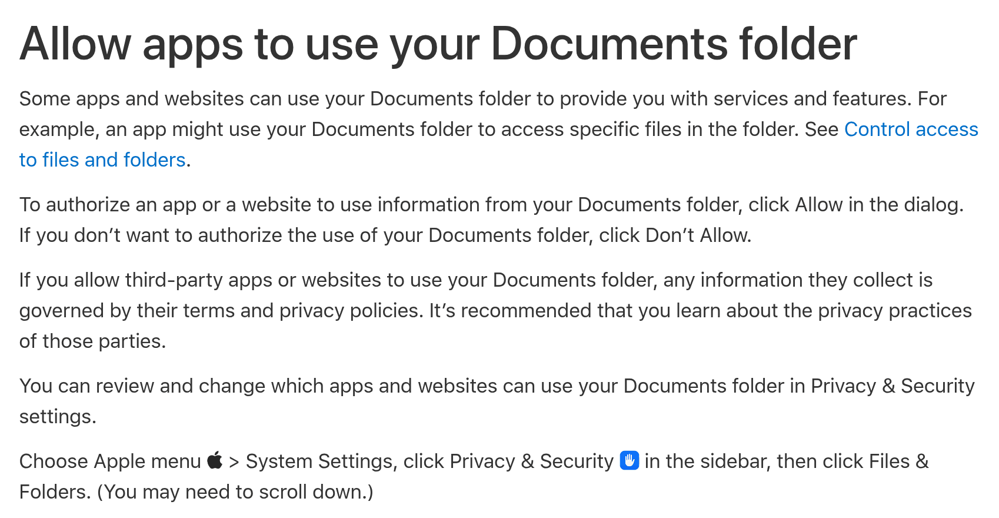 Allow apps to use your Documents folder
Some apps and websites can use your Documents folder to provide you with services and features. For
example, an app might use your Documents folder to access specific files in the folder. See Control access
to files and folders.
To authorize an app or a website to use information from your Documents folder, click Allow in the dialog.
If you don’t want to authorize the use of your Documents folder, click Don’t Allow.
If you allow third-party apps or websites to use your Documents folder, any information they collect is
governed by their terms and privacy policies. It’s recommended that you learn about the privacy practices
of those parties.
You can review and change which apps and websites can use your Documents folder in Privacy & Security
settings.
Choose Apple menu > System Settings, click Privacy & Security in the sidebar, then click Files &
Folders. (You may need to scroll down.)